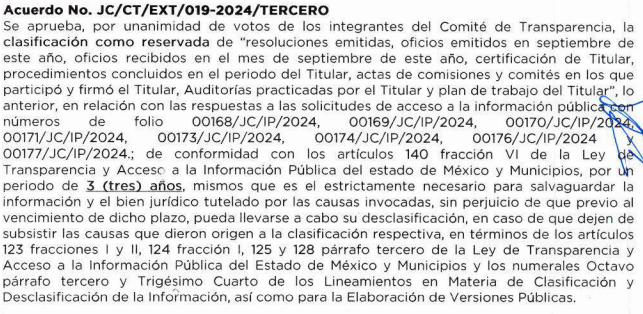 Acuerdo No. JC/CT/EXT/019-2024/TERCERO
Se aprueba, por unanimidad de votos de los integrantes del Comité de Transparencia, la
clasificación como reservada de "resoluciones emitidas, oficios emitidos en septiembre de
este año, oficios recibidos en el mes de septiembre de este año, certificación de Titular,
procedimientos concluidos en el periodo del Titular, actas de comisiones y comités en los que
participó y firmó el Titular, Auditorías practicadas por el Titular y plan de trabajo del Titular", lo
anterior, en relación con las respuestas a las solicitudes de acceso a la información pública con
números de folio 00168/JC/IP/2024, 00169/JC/IP/2024, 00170/JC/IP/2024,
00171/JC/IP/2024, 00173/JC/IP/2024, 00174/JC/IP/2024, 00176/JC/IP/2024 y
00177/JC/IP/2024.; de conformidad con los artículos 140 fracción VI de la Ley de
Transparencia y Acceso a la Información Pública del estado de México y Municipios, por un
periodo de 3 (tres) años, mismos que es el estrictamente necesario para salvaguardar la
información y el bien jurídico tutelado por las causas invocadas, sin perjuicio de que previo al
vencimiento de dicho plazo, pueda llevarse a cabo su desclasificación, en caso de que dejen de
subsistir las causas que dieron origen a la clasificación respectiva, en términos de los artículos
123 fracciones I y II, 124 fracción I, 125 y 128 párrafo tercero de la Ley de Transparencia y
Acceso a la Información Pública del Estado de México y Municipios y los numerales Octavo
párrafo tercero y Trigésimo Cuarto de los Lineamientos en Materia de Clasificación y
Desclasificación de la Información, así como para la Elaboración de Versiones Públicas.